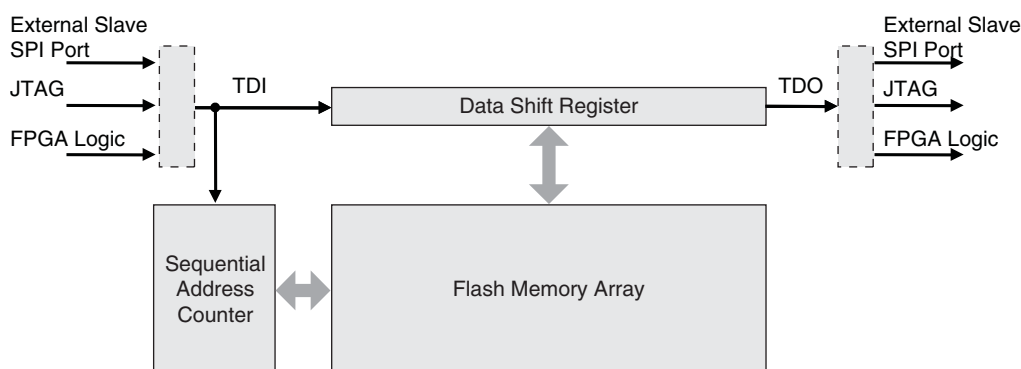 External Slave
SPI Port
JTAG
FPGA Logic
TDI
Data Shift Register
TDO
External Slave
SPI Port
JTAG
FPGA Logic
Sequential
Address
Counter
Flash Memory Array